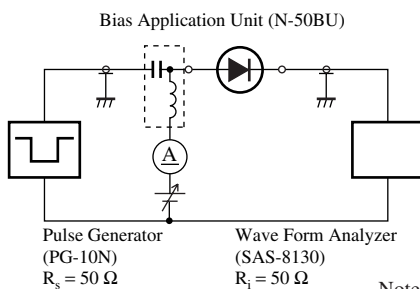 Bias Application Unit (N-50BU)
A
Pulse Generator
(PG-10N)
Rs = 50 Ω
Wave Form Analyzer
(SAS-8130)
Ri = 50 Ω
Note